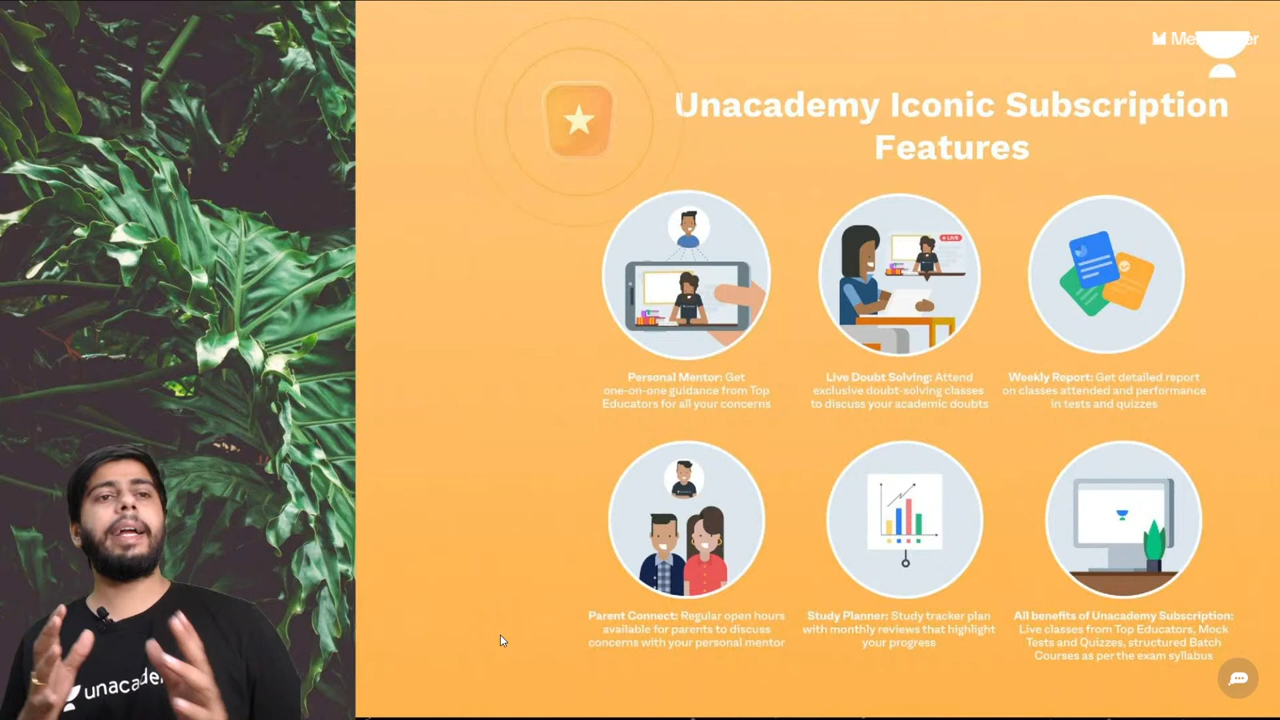 Unacademy Iconic Subscription
Features
LIVE
Personal Mentor: Get
one-on-one guidance from Top
Educators for all your concerns
Live Doubt Solving: Attend
exclusive doubt-solving classes
to discuss your academic doubts
Weekly Report: Get detailed report
on classes attended and performance
in tests and quizzes
Parent Connect: Regular open hours
available for parents to discuss
concerns with your personal mentor
Study Planner: Study tracker plan
with monthly reviews that highlight
your progress
All benefits of Unacademy Subscription:
Live classes from Top Educators, Mock
Tests and Quizzes, structured Batch
Courses as per the exam syllabus